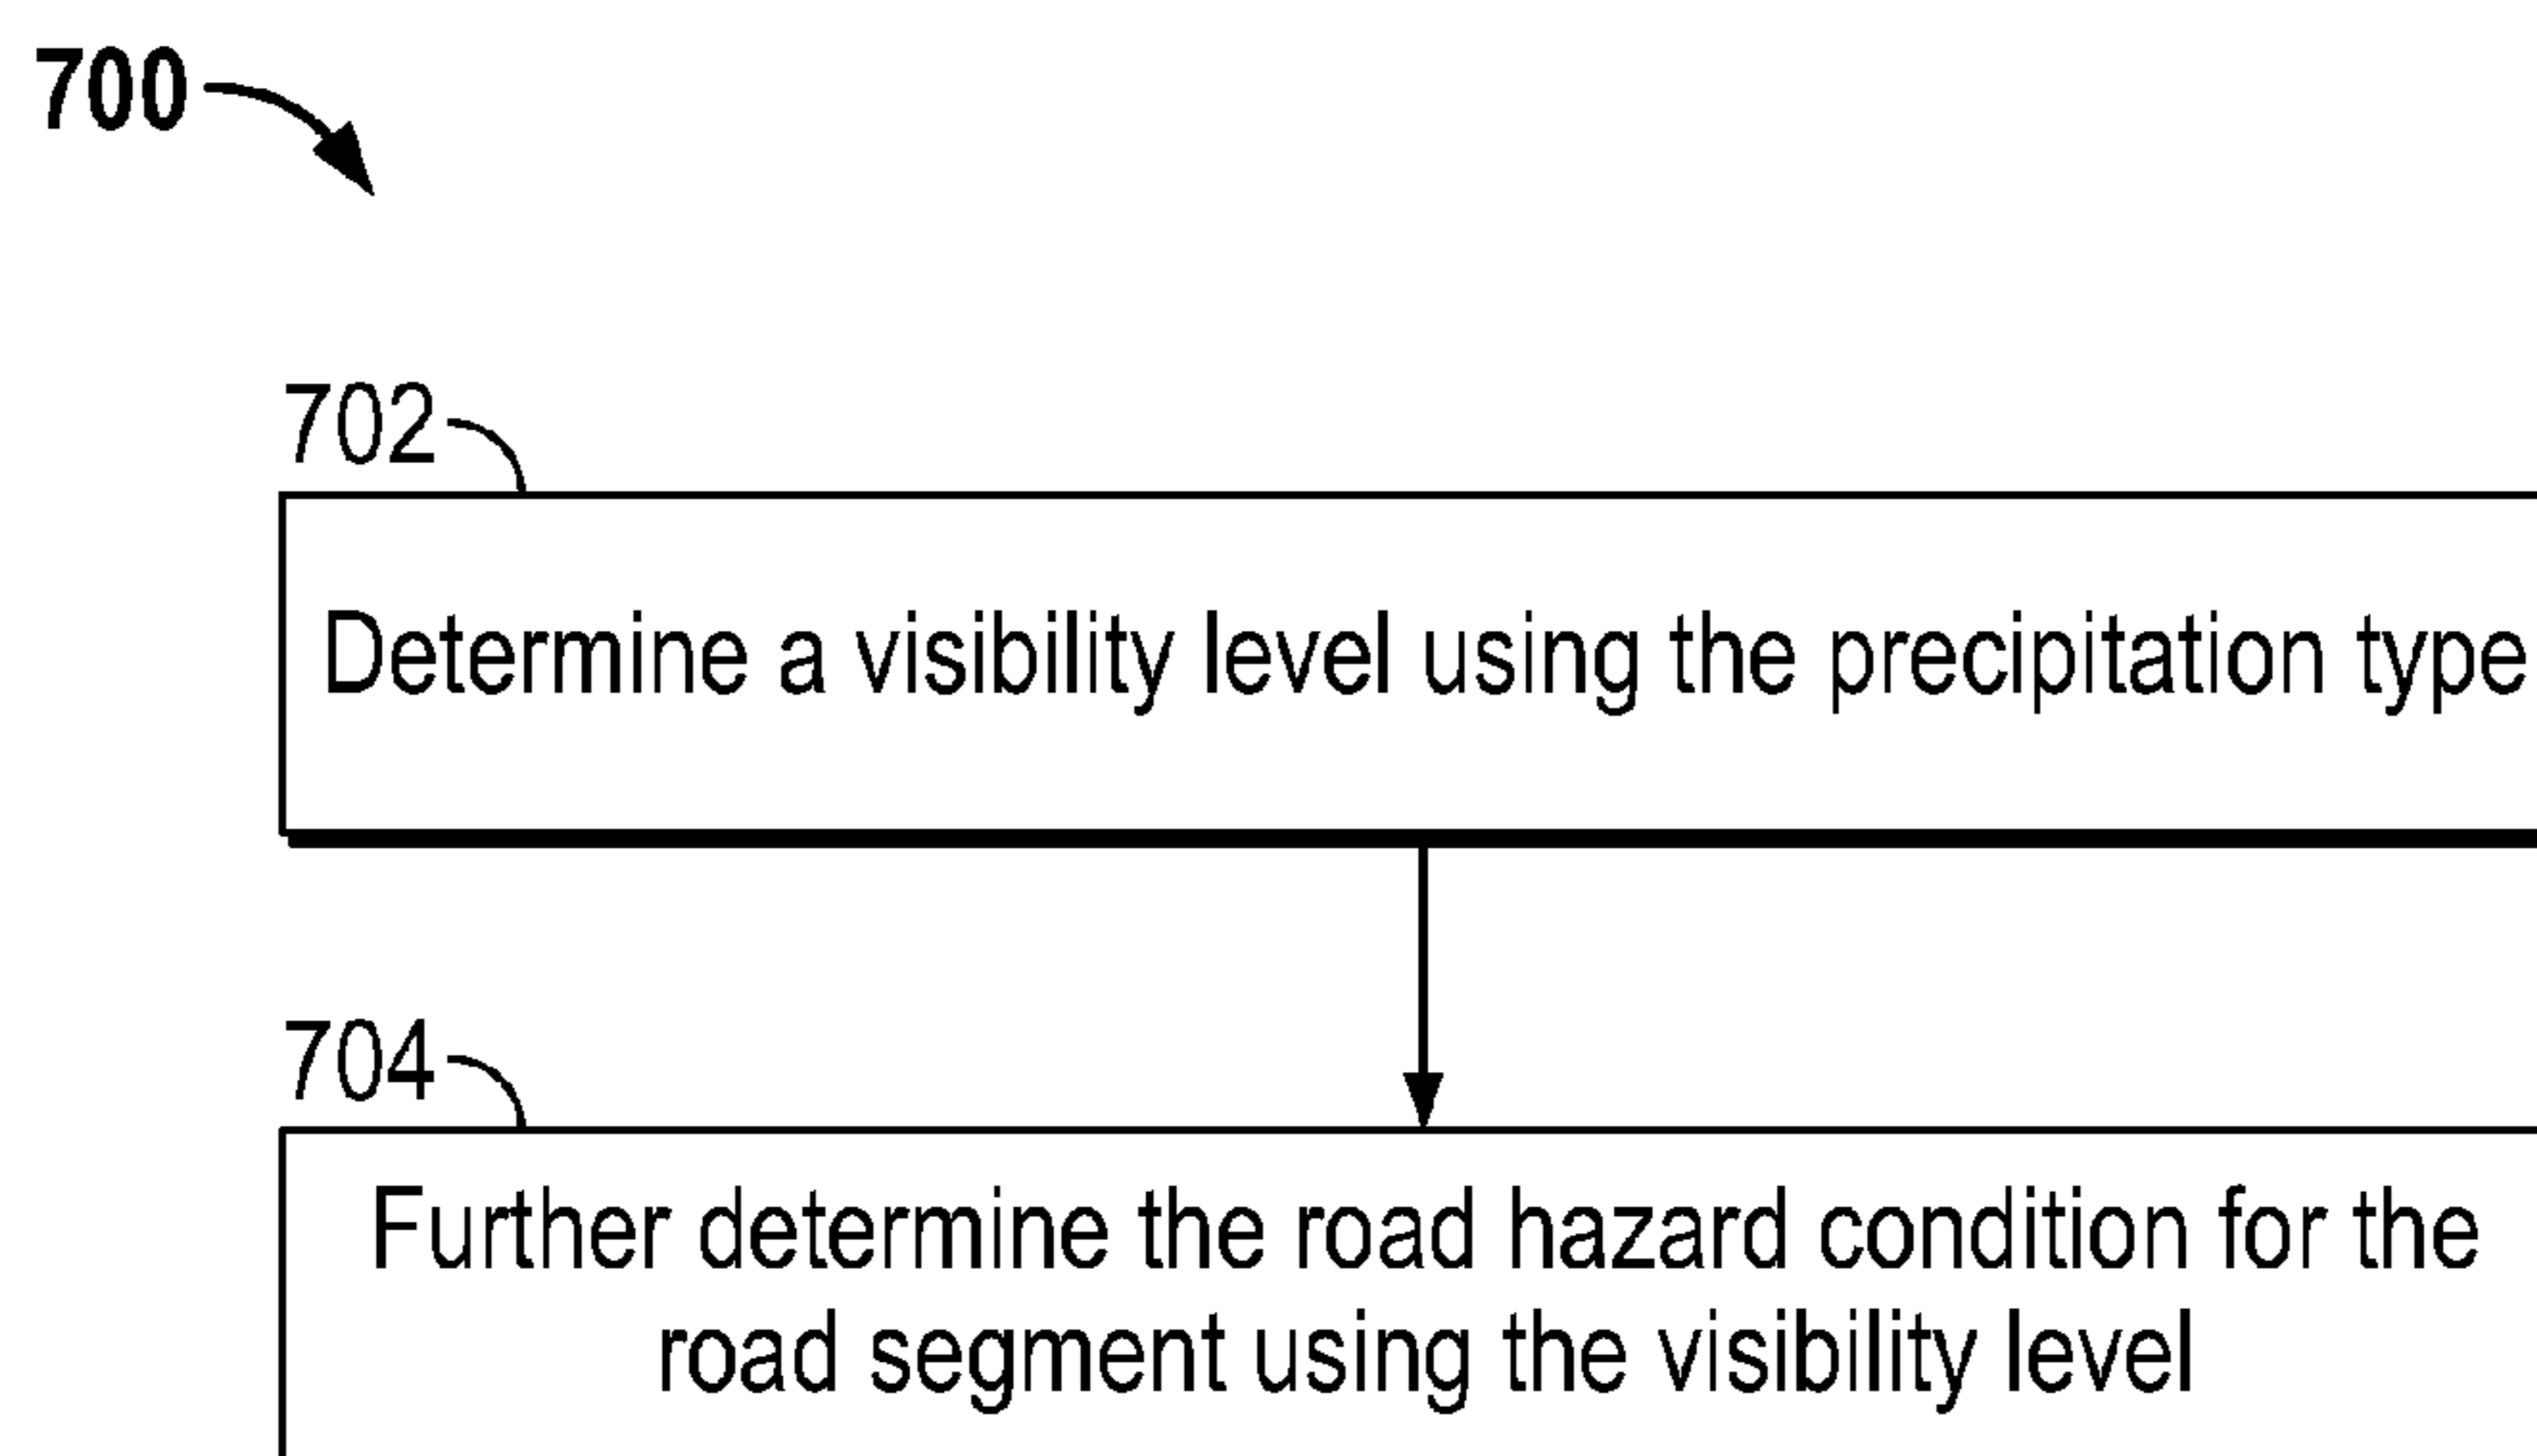 700
702
Determine a visibility level using the precipitation type
704
Further determine the road hazard condition for the
road segment using the visibility level